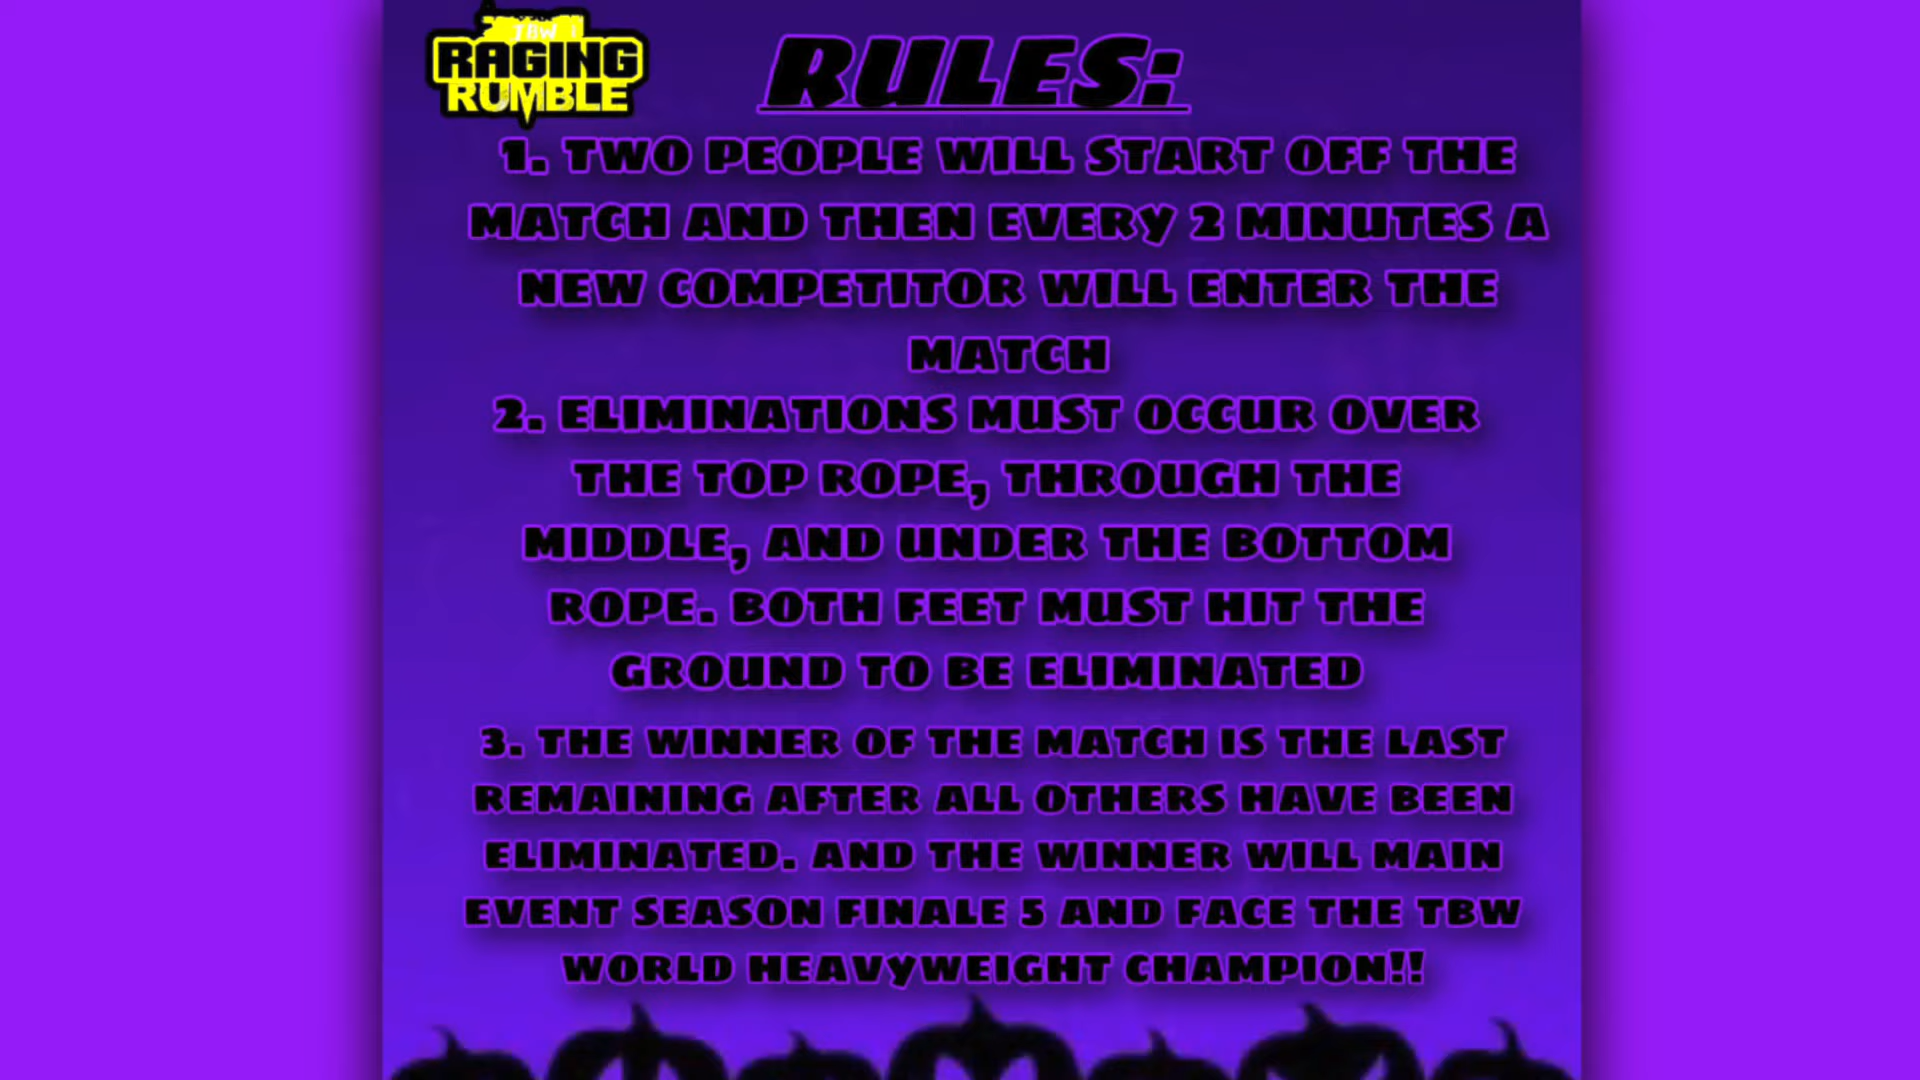 TBW
RAGING
RUMBLE
RULES:
1. TWO PEOPLE WILL START OFF THE
MATCH AND THEN EVERY 2 MINUTES A
NEW COMPETITOR WILL ENTER THE
MATCH
2. ELIMINATIONS MUST OCCUR OVER
THE TOP ROPE, THROUGH THE
MIDDLE, AND UNDER THE BOTTOM
ROPE. BOTH FEET MUST HIT THE
GROUND TO BE ELIMINATED
3. THE WINNER OF THE MATCH IS THE LAST
REMAINING AFTER ALL OTHERS HAVE BEEN
ELIMINATED. AND THE WINNER WILL MAIN
EVENT SEASON FINALE 5 AND FACE THE TBW
WORLD HEAVYWEIGHT CHAMPION!!